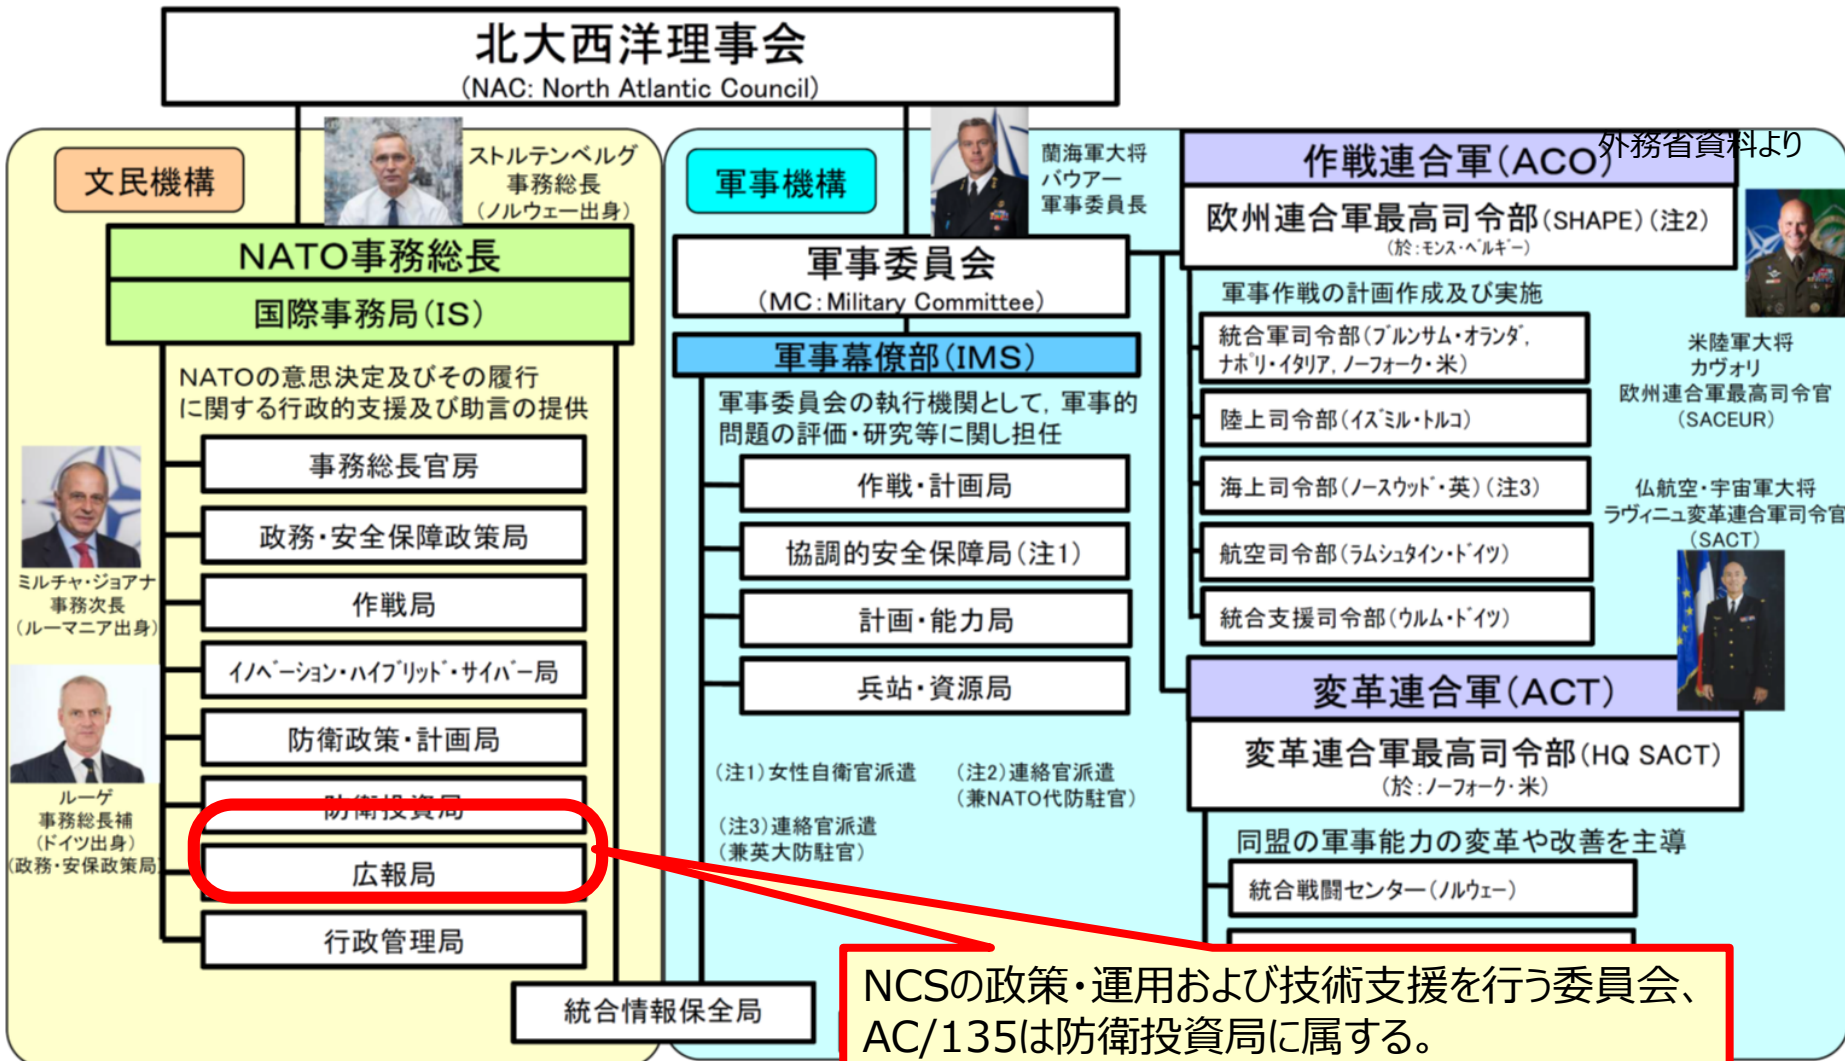 北大西洋理事会
(NAC: North Atlantic Council)
外務省資料より
文民機構
ストルテンベルグ
事務総長
(ノルウェー出身)
NATO事務総長
国際事務局(IS)
NATOの意思決定及びその履行
に関する行政的支援及び助言の提供
事務総長官房
政務・安全保障政策局
作戦局
イノベーション・ハイブリッド・サイバー局
防衛政策・計画局
防衛投資局
広報局
行政管理局
ミルチャ・ジョアナ
事務次長
(ルーマニア出身)
ルーゲ
事務総長補
(ドイツ出身)
(政務・安保政策局)
統合情報保全局
軍事機構
蘭海軍大将
バウアー
軍事委員長
軍事委員会
(MC:Military Committee)
軍事幕僚部(IMS)
軍事委員会の執行機関として,軍事的
問題の評価・研究等に関し担任
作戦・計画局
協調的安全保障局(注1)
計画・能力局
兵站・資源局
(注1)女性自衛官派遣
(注2)連絡官派遣
(兼NATO代防駐官)
(注3)連絡官派遣
(兼英大防駐官)
作戦連合軍(ACO)
欧州連合軍最高司令部(SHAPE)(注2)
(於:モンス・ベルギー)
軍事作戦の計画作成及び実施
統合軍司令部(ブルンサム・オランダ,
ナポリ・イタリア,ノーフォーク・米)
陸上司令部(イズミル・トルコ)
海上司令部(ノースウッド・英)(注3)
航空司令部(ラムシュタイン・ドイツ)
統合支援司令部(ウルム・ドイツ)
米陸軍大将
カヴォリ
欧州連合軍最高司令官
(SACEUR)
仏航空・宇宙軍大将
ラヴィニュ変革連合軍司令官
(SACT)
変革連合軍(ACT)
変革連合軍最高司令部(HQ SACT)
(於:ノーフォーク・米)
同盟の軍事能力の変革や改善を主導
統合戦闘センター(ノルウェー)
NCSの政策・運用および技術支援を行う委員会、
AC/135は防衛投資局に属する。